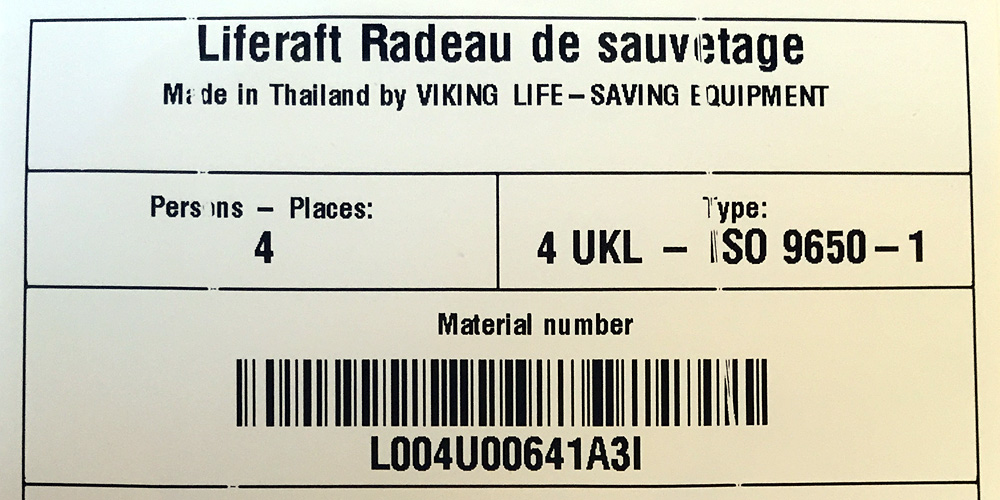 Liferaft Radeau de sauvetage
Made in Thailand by VIKING LIFE-SAVING EQUIPMENT
Persons - Places:
4
Type:
4 UKL - ISO 9650-1
Material number
L004U00641A3I